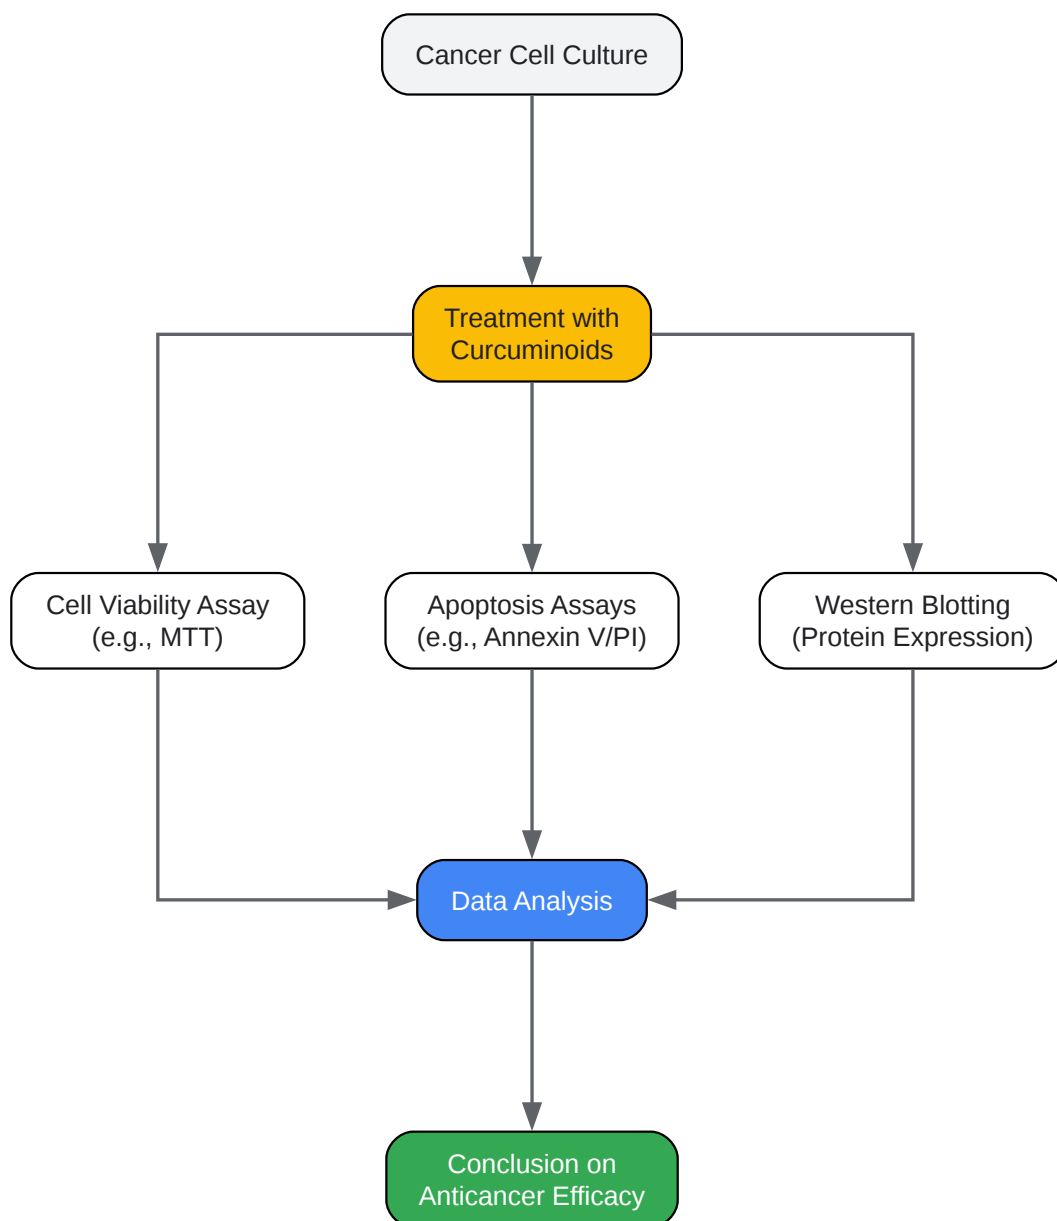 Cancer Cell Culture
Treatment with
Curcuminoids
Cell Viability Assay
(e.g., MTT)
Apoptosis Assays
(e.g., Annexin V/PI)
Western Blotting
(Protein Expression)
Data Analysis
Conclusion on
Anticancer Efficacy